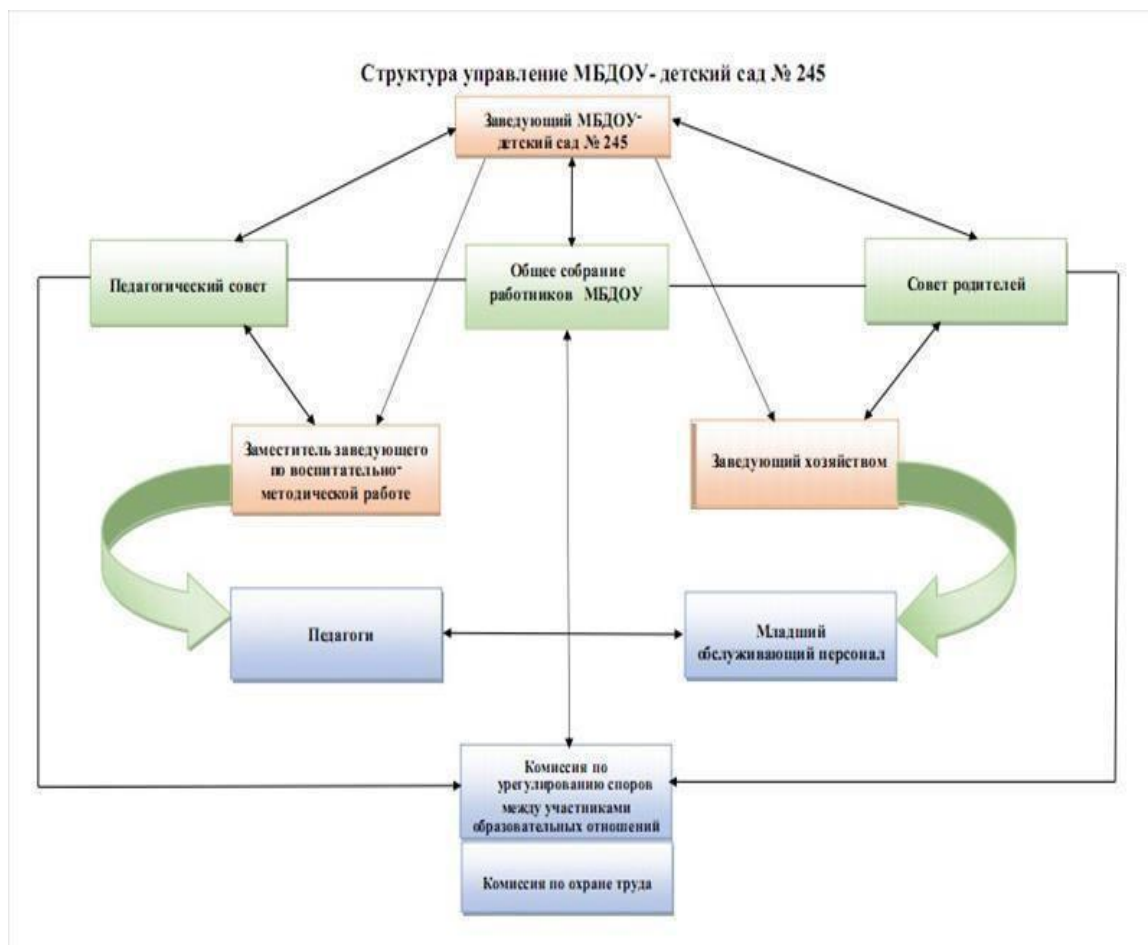 Структура управление МБДОУ- детский сад № 245
Заведующий МБДОУ-
детский сад № 245
Педагогический совет
Общее собрание
работников МБДОУ
Совет родителей
Заместитель заведующего
по воспитательно-
методической работе
Заведующий хозяйством
Педагоги
Младший
обслуживающий персонал
Комиссия по
урегулированию споров
между участниками
образовательных отношений
Комиссия по охране труда